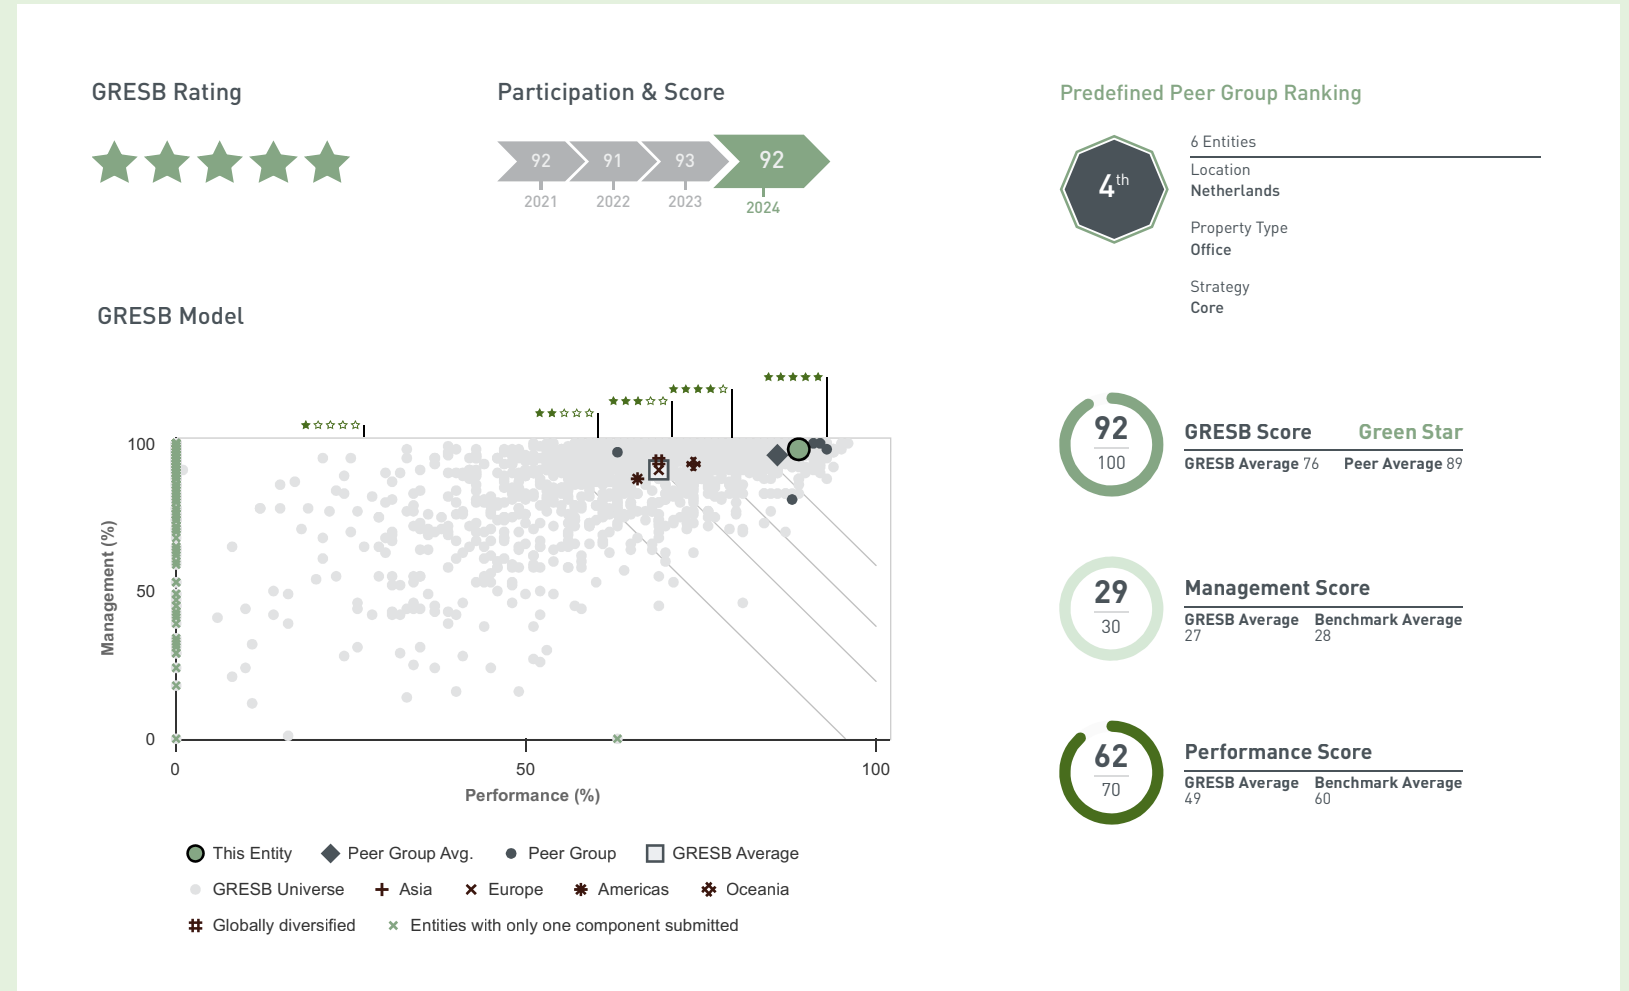 GRESB Rating
Participation & Score
92 91 93 92
2021 2022 2023 2024
Predefined Peer Group Ranking
4th
6 Entities
Location
Netherlands
Property Type
Office
Strategy
Core
GRESB Model
100
50
0
Management (%)
0 50 100
Performance (%)
This Entity Peer Group Avg. Peer Group GRESB Average
GRESB Universe Asia Europe Americas Oceania
Globally diversified Entities with only one component submitted
92
100
GRESB Score Green Star
GRESB Average 76 Peer Average 89
29
30
Management Score
GRESB Average Benchmark Average
27 28
62
70
Performance Score
GRESB Average Benchmark Average
49 60